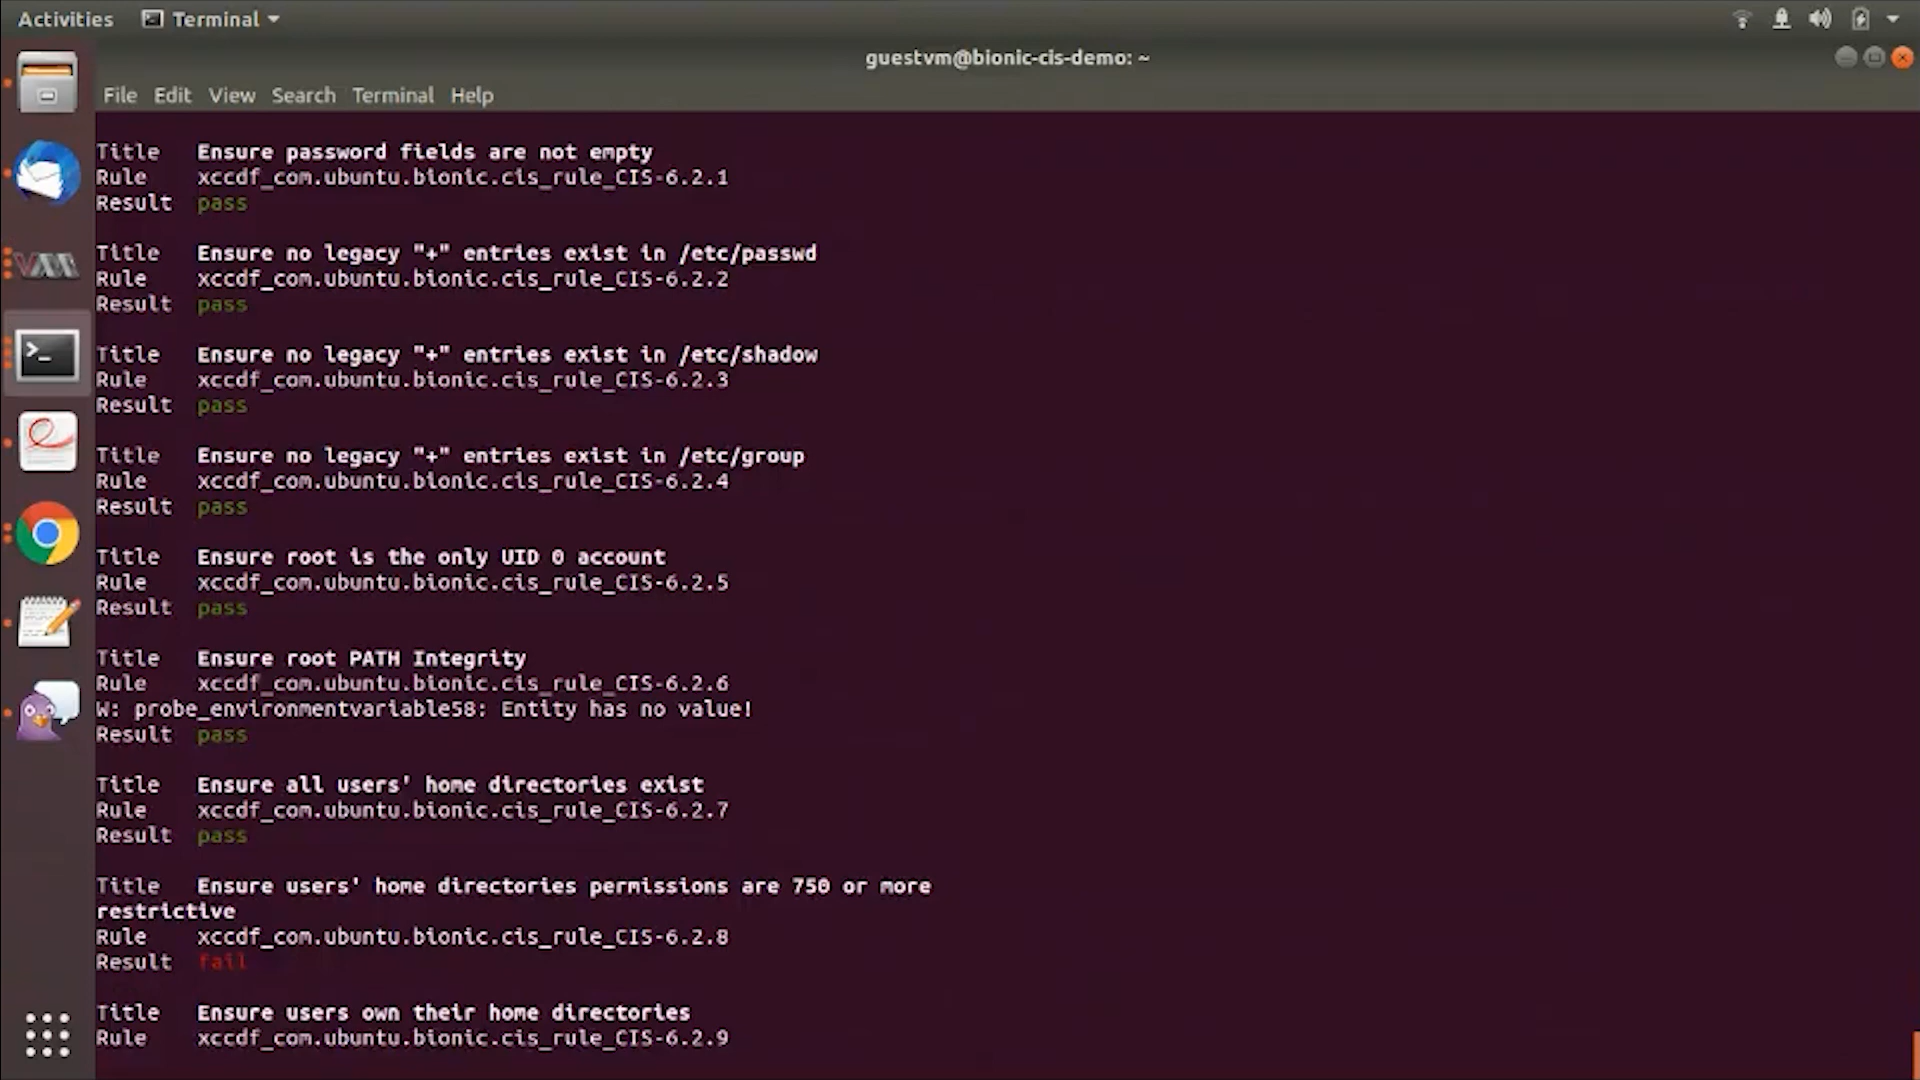 Activities Terminal
guestvm@bionic-cis-demo: ~
File Edit View Search Terminal Help
Title Ensure password fields are not empty
Rule xccdf_com.ubuntu.bionic.cis_rule_CIS-6.2.1
Result pass
Title Ensure no legacy "+" entries exist in /etc/passwd
Rule xccdf_com.ubuntu.bionic.cis_rule_CIS-6.2.2
Result pass
Title Ensure no legacy "+" entries exist in /etc/shadow
Rule xccdf_com.ubuntu.bionic.cis_rule_CIS-6.2.3
Result pass
Title Ensure no legacy "+" entries exist in /etc/group
Rule xccdf_com.ubuntu.bionic.cis_rule_CIS-6.2.4
Result pass
Title Ensure root is the only UID 0 account
Rule xccdf_com.ubuntu.bionic.cis_rule_CIS-6.2.5
Result pass
Title Ensure root PATH Integrity
Rule xccdf_com.ubuntu.bionic.cis_rule_CIS-6.2.6
W: probe_environmentvariable58: Entity has no value!
Result pass
Title Ensure all users' home directories exist
Rule xccdf_com.ubuntu.bionic.cis_rule_CIS-6.2.7
Result pass
Title Ensure users' home directories permissions are 750 or more
restrictive
Rule xccdf_com.ubuntu.bionic.cis_rule_CIS-6.2.8
Result fail
Title Ensure users own their home directories
Rule xccdf_com.ubuntu.bionic.cis_rule_CIS-6.2.9